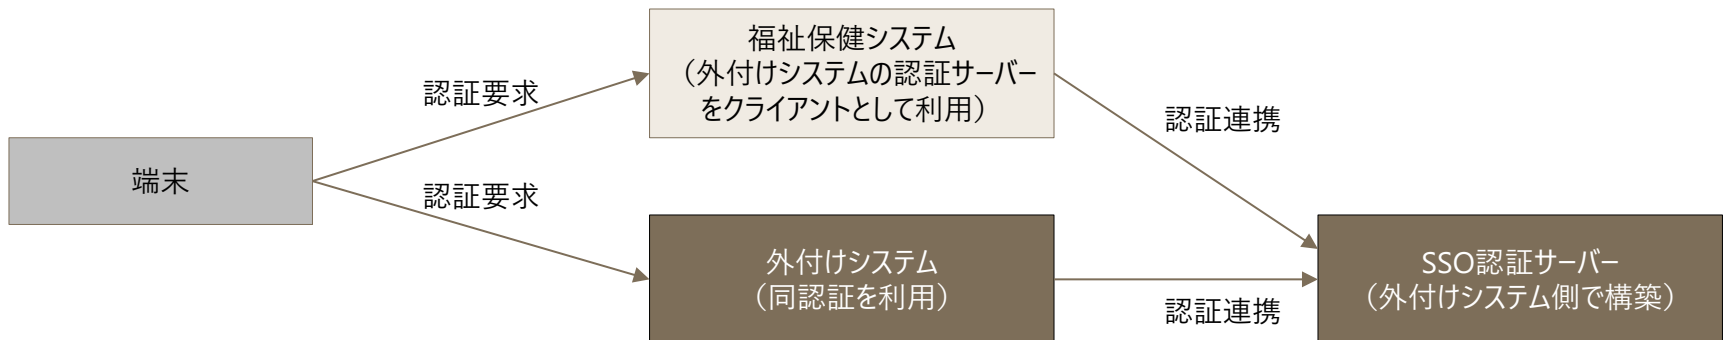 福祉保健システム
（外付けシステムの認証サーバー
をクライアントとして利用）
認証要求
認証連携
端末
認証要求
外付けシステム
（同認証を利用）
SSO認証サーバー
（外付けシステム側で構築）
認証連携